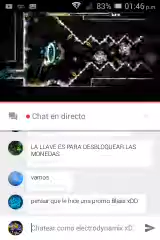 83% 01:46 p.m.
Chat en directo
LA LLAVE ES PARA DESBLOQUEAR LAS
MONEDAS
vamos
pensar que le hice una promo filiaix xDD
Chatear como electrodynamix xD